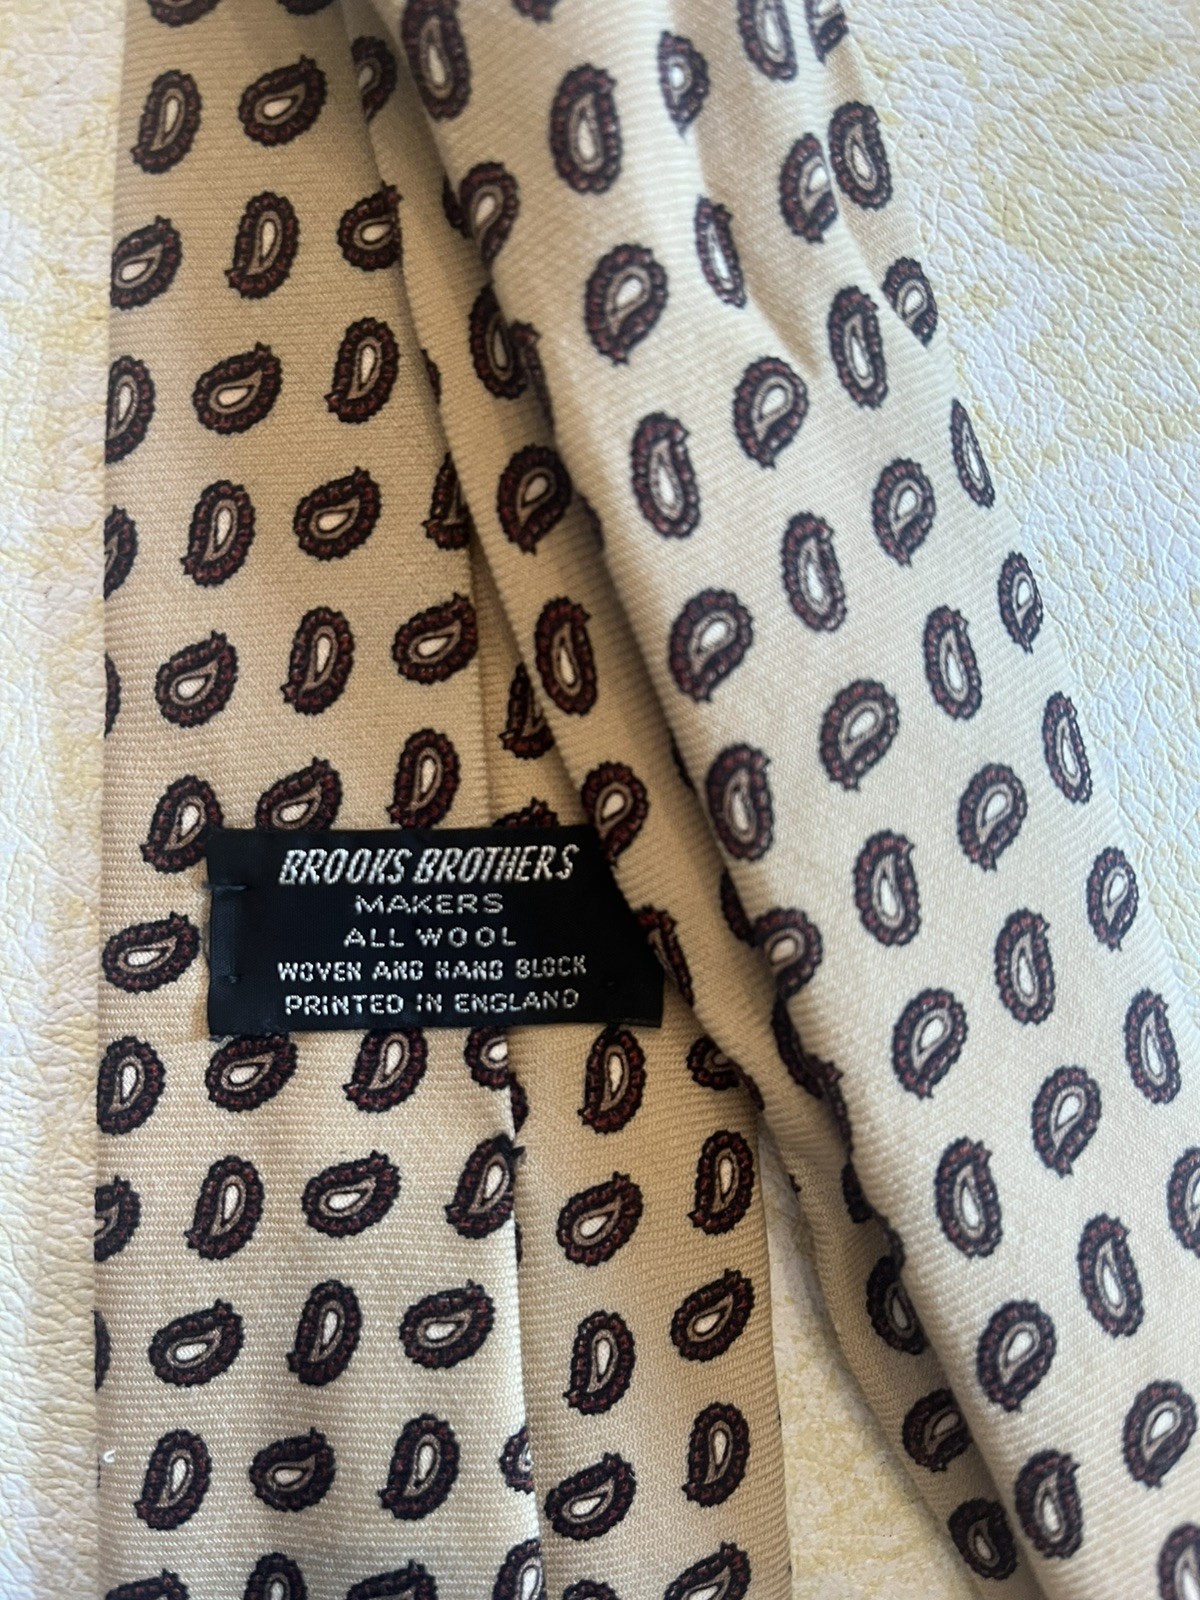 BROOKS BROTHERS
MAKERS
ALL WOOL
WOVEN AND HAND BLOCK
PRINTED IN ENGLAND